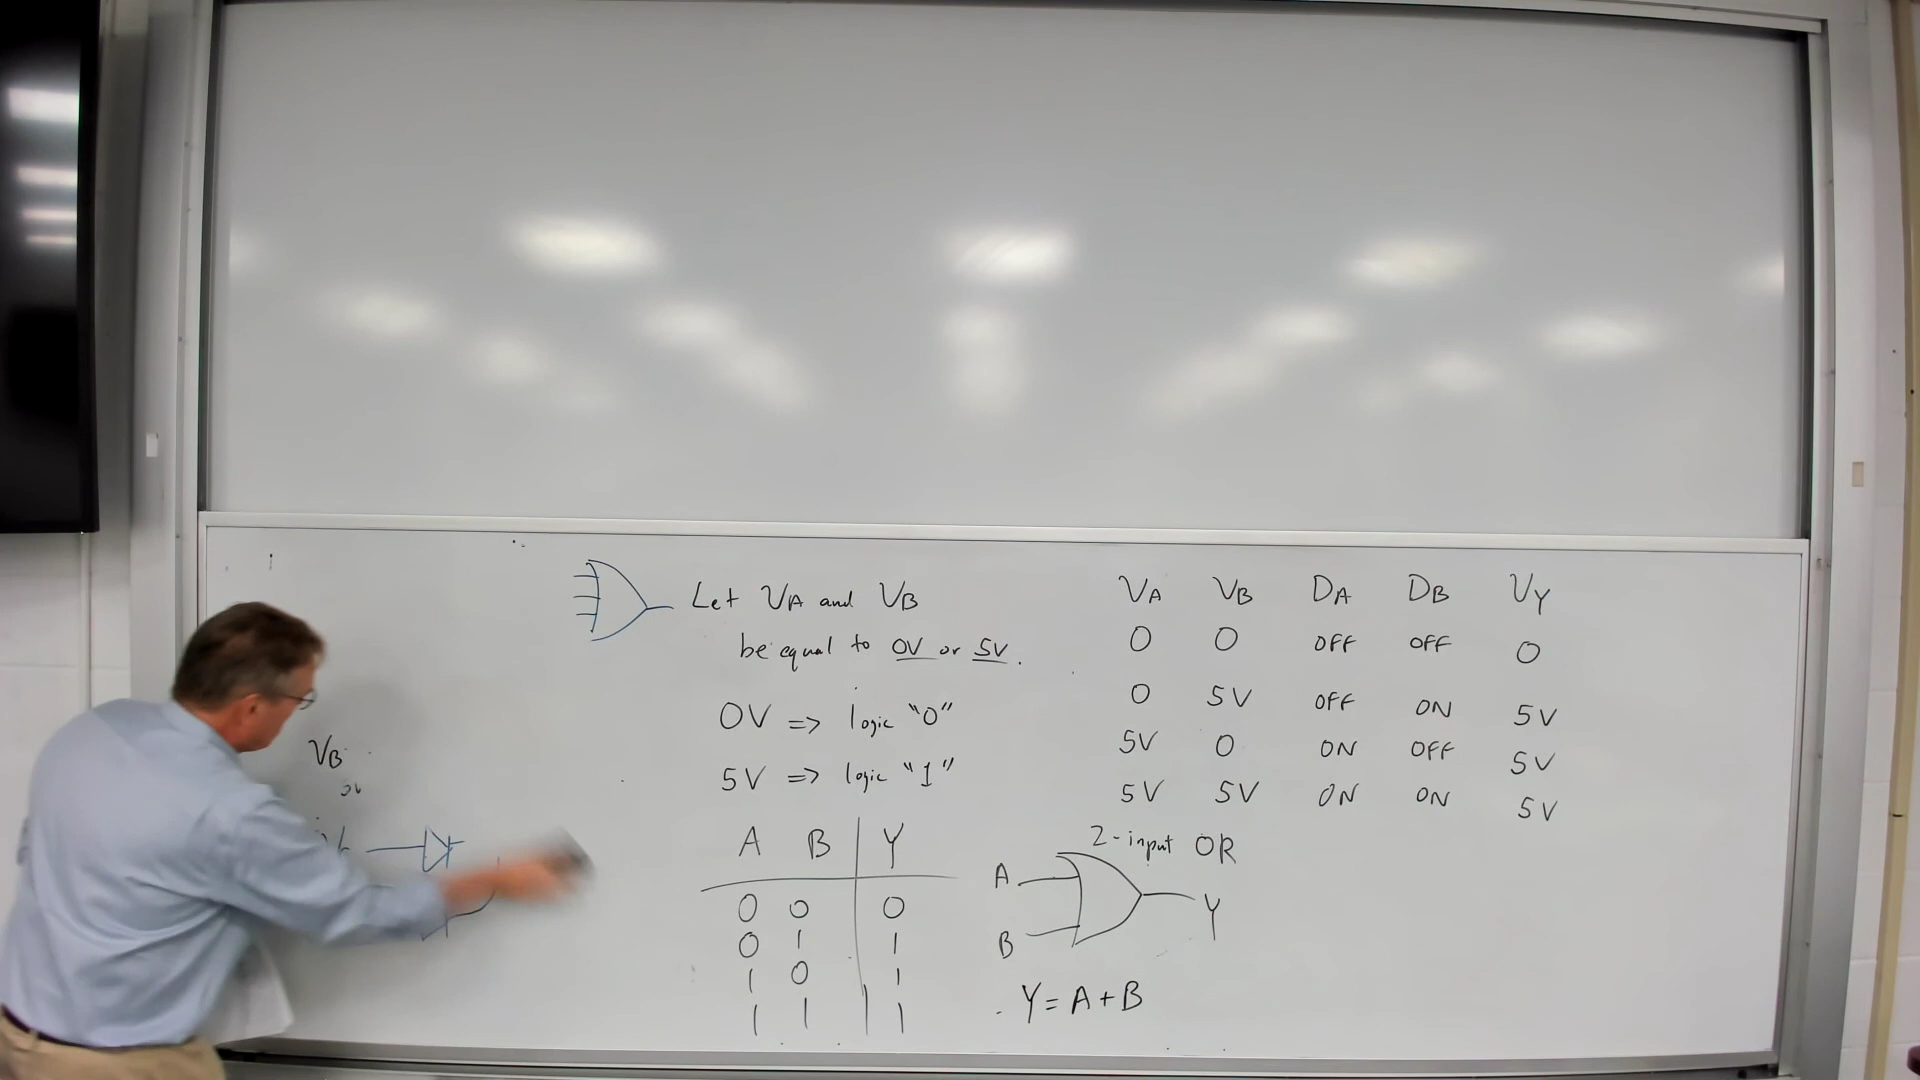 Let VA and VB
be equal to 0V or 5V.
0V => logic "0"
5V => logic "1"
VB
A B Y
0 0 0
0 1 1
1 0 1
1 1 1
VA VB DA DB VY
0 0 OFF OFF 0
0 5V OFF ON 5V
5V 0 ON OFF 5V
5V 5V ON ON 5V
2-input OR
A
B
Y
Y=A+B